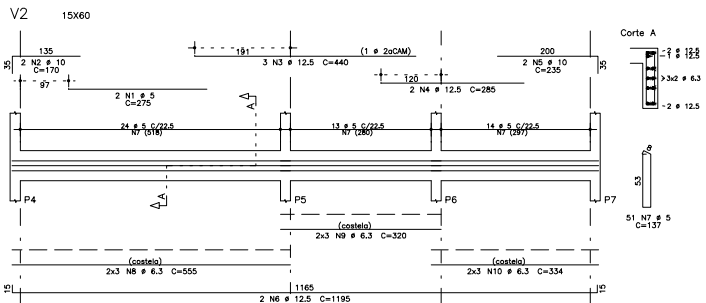 V2
15X60
135
2 N2 ø 10
C=170
35
97
2 N1 ø 5
C=275
191
(1 ø 2aCAM)
3 N3 ø 12.5 C=440
120
2 N4 ø 12.5 C=285
200
2 N5 ø 10
C=235
35
Corte A
2 ø 12.5
1 ø 12.5
3x2 ø 6.3
2 ø 12.5
A
24 ø 5 C/22.5
N7 (518)
13 ø 5 C/22.5
N7 (280)
14 ø 5 C/22.5
N7 (297)
A
P4
P5
P6
P7
53
51 N7 ø 5
C=137
(costela)
2x3 N9 ø 6.3 C=320
(costela)
2x3 N8 ø 6.3 C=555
(costela)
2x3 N10 ø 6.3 C=334
15
1165
2 N6 ø 12.5 C=1195
15